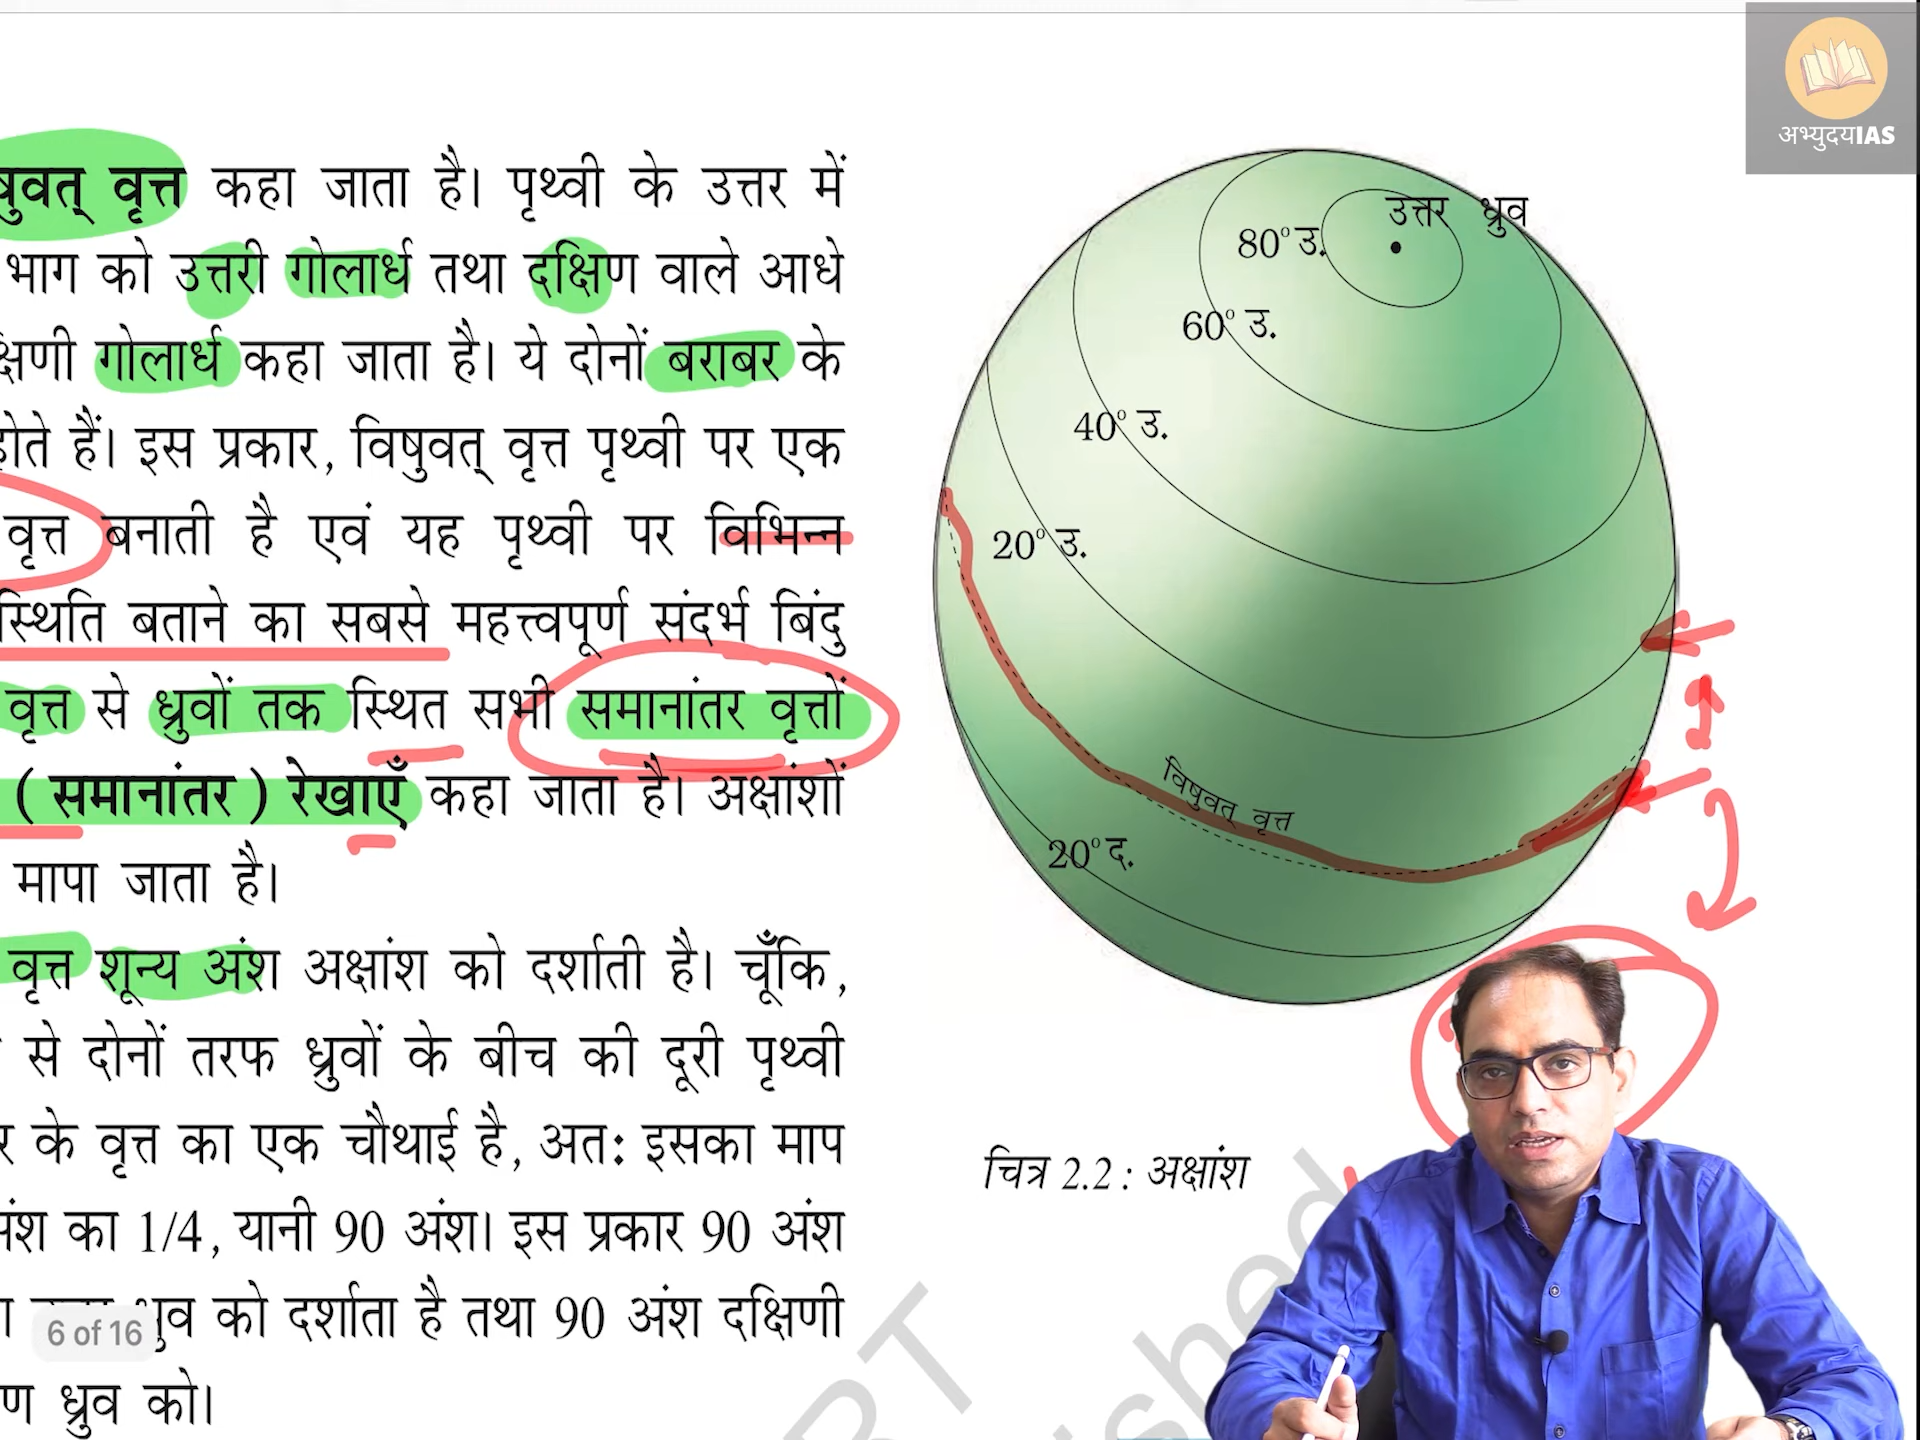 अभ्युदयIAS
वृत्त कहा जाता है। पृथ्वी के उत्तर में
भाग को उत्तरी गोलार्ध तथा दक्षिण वाले आधे
गोलार्ध कहा जाता है। ये दोनों बराबर के
होते हैं। इस प्रकार, विषुवत् वृत्त पृथ्वी पर एक
वृत्त बनाती है एवं यह पृथ्वी पर विभिन्न
स्थिति बताने का सबसे महत्त्वपूर्ण संदर्भ बिंदु
वृत्त से ध्रुवों तक स्थित सभी समानांतर वृत्तों
(समानांतर) रेखाएँ कहा जाता है। अक्षांशों
मापा जाता है।
वृत्त शून्य अंश अक्षांश को दर्शाती है। चूँकि,
से दोनों तरफ ध्रुवों के बीच की दूरी पृथ्वी
के वृत्त का एक चौथाई है, अतः इसका माप
का 1/4, यानी 90 अंश। इस प्रकार 90 अंश
को दर्शाता है तथा 90 अंश दक्षिणी
ध्रुव को।
6 of 16
उत्तर ध्रुव
80° उ.
60° उ.
40° उ.
20° उ.
विषुवत् वृत्त
20° द.
चित्र 2.2 : अक्षांश